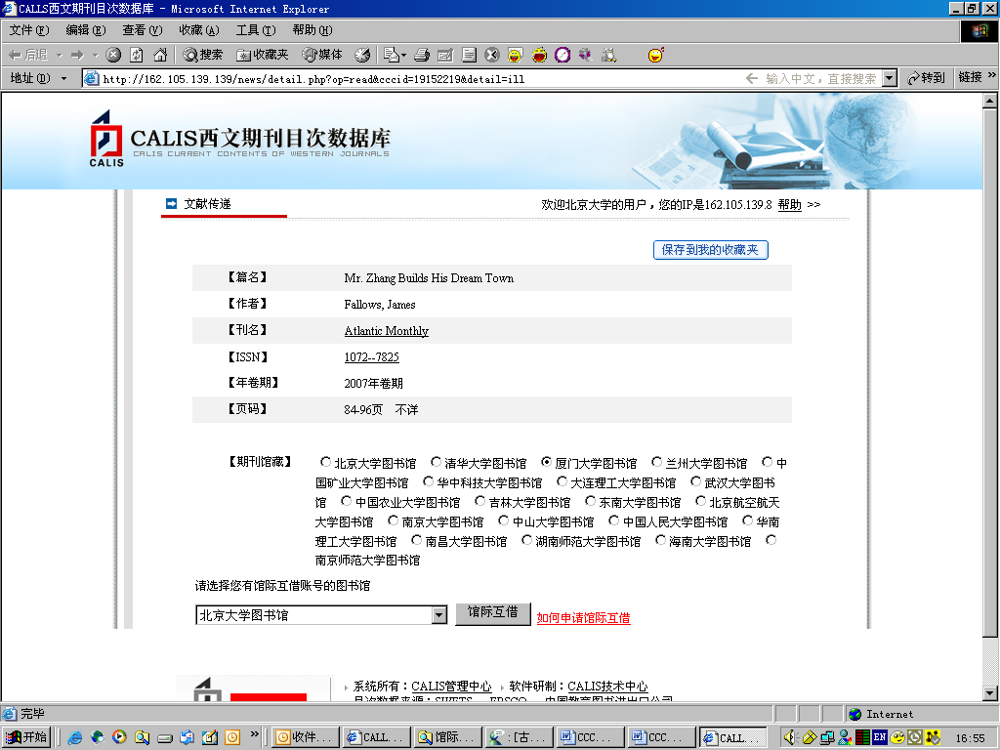 CALIS西文期刊目次数据库 - Microsoft Internet Explorer
文件(F) 编辑(E) 查看(V) 收藏(A) 工具(T) 帮助(H)
后退 搜索 收藏夹 媒体
地址(D) http://162.105.139.139/news/detail.php?op=read&cccid=19152219&detail=ill 输入中文，直接搜索 转到 链接 »
CALIS CALIS西文期刊目次数据库
CALIS CURRENT CONTENTS OF WESTERN JOURNALS
文献传递 欢迎北京大学的用户，您的IP是162.105.139.8 帮助 >>
保存到我的收藏夹
【篇名】 Mr. Zhang Builds His Dream Town
【作者】 Fallows, James
【刊名】 Atlantic Monthly
【ISSN】 1072--7825
【年卷期】 2007年卷期
【页码】 84-96页 不详
【期刊馆藏】 北京大学图书馆 清华大学图书馆 厦门大学图书馆 兰州大学图书馆 中
国矿业大学图书馆 华中科技大学图书馆 大连理工大学图书馆 武汉大学图书
馆 中国农业大学图书馆 吉林大学图书馆 东南大学图书馆 北京航空航天
大学图书馆 南京大学图书馆 中山大学图书馆 中国人民大学图书馆 华南
理工大学图书馆 南昌大学图书馆 湖南师范大学图书馆 海南大学图书馆
南京师范大学图书馆
请选择您有馆际互借账号的图书馆
北京大学图书馆 馆际互借 如何申请馆际互借
系统所有：CALIS管理中心 软件研制：CALIS技术中心
目次数据来源：SWETS EBSCO 中国教育图书进出口公司
完毕 Internet
开始 » 收件... CALL... 馆际... : [古... CCC ... CCC ... CALL... EN 16:55